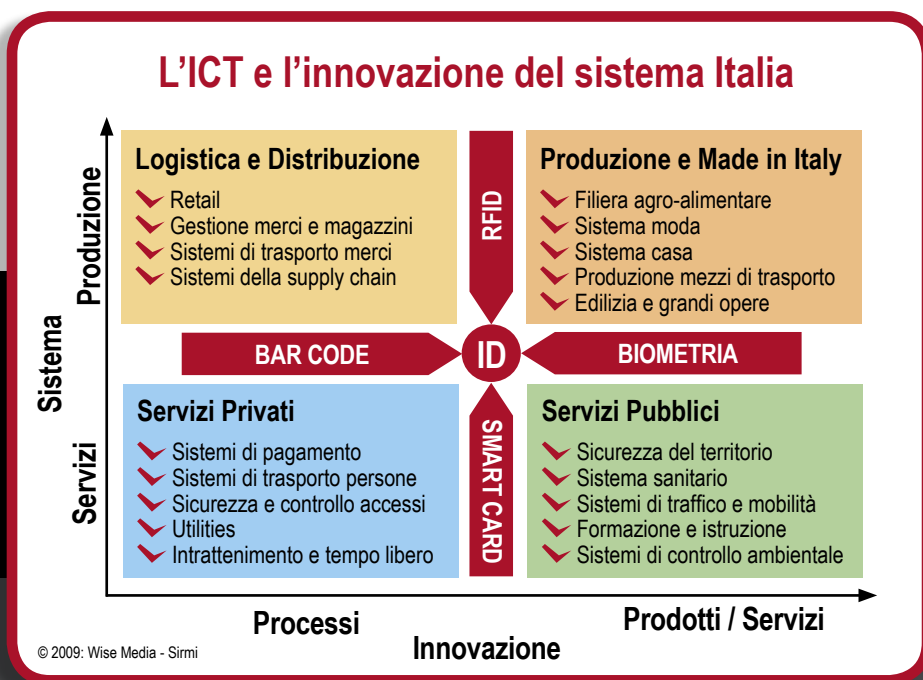 L'ICT e l'innovazione del sistema Italia
Sistema
Produzione
Servizi
Logistica e Distribuzione
Retail
Gestione merci e magazzini
Sistemi di trasporto merci
Sistemi della supply chain
RFID
Produzione e Made in Italy
Filiera agro-alimentare
Sistema moda
Sistema casa
Produzione mezzi di trasporto
Edilizia e grandi opere
BAR CODE
ID
BIOMETRIA
Servizi Privati
Sistemi di pagamento
Sistemi di trasporto persone
Sicurezza e controllo accessi
Utilities
Intrattenimento e tempo libero
SMART CARD
Servizi Pubblici
Sicurezza del territorio
Sistema sanitario
Sistemi di traffico e mobilità
Formazione e istruzione
Sistemi di controllo ambientale
Processi
Prodotti / Servizi
Innovazione
© 2009: Wise Media - Sirmi